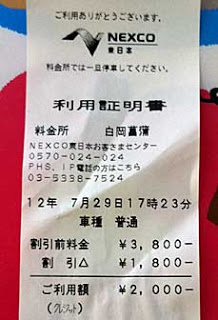 ご利用ありがとうございます。
NEXCO
東日本
料金所では一旦停車してください。
利用証明書
料金所 白岡菖蒲
NEXCO東日本お客さまセンター
0570-024-024
PHS、IP電話の方はこちら
03-5338-7524
12年 7月29日17時23分
車種 普通
割引前料金 ¥3,800-
割引△ ¥1,800-
ご利用額 ¥2,000-
(クレジット)